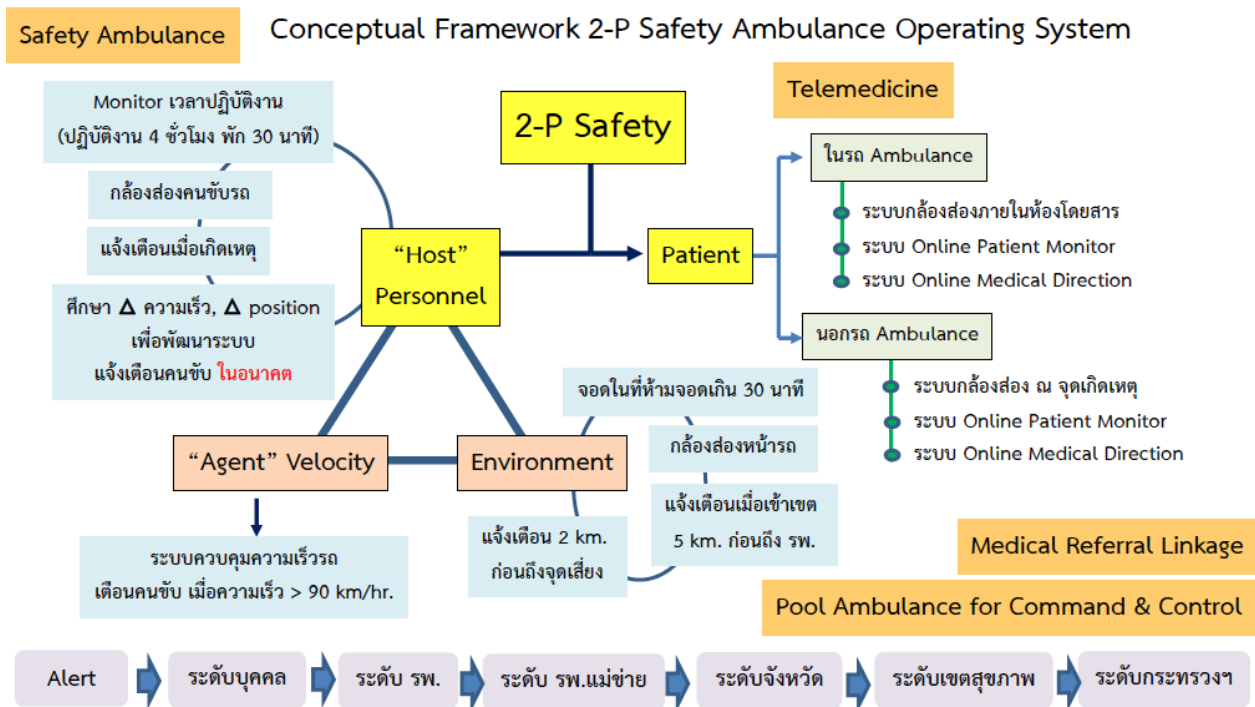 Safety Ambulance
Conceptual Framework 2-P Safety Ambulance Operating System
Monitor เวลาปฏิบัติงาน
(ปฏิบัติงาน 4 ชั่วโมง พัก 30 นาที)
กล้องส่องคนขับรถ
แจ้งเตือนเมื่อเกิดเหตุ
ศึกษา Δ ความเร็ว, Δ position
เพื่อพัฒนาระบบ
แจ้งเตือนคนขับ ในอนาคต
2-P Safety
“Host”
Personnel
Patient
Telemedicine
ในรถ Ambulance
ระบบกล้องส่องภายในห้องโดยสาร
ระบบ Online Patient Monitor
ระบบ Online Medical Direction
นอกรถ Ambulance
ระบบกล้องส่อง ณ จุดเกิดเหตุ
ระบบ Online Patient Monitor
ระบบ Online Medical Direction
“Agent” Velocity
Environment
ระบบควบคุมความเร็วรถ
เตือนคนขับ เมื่อความเร็ว > 90 km/hr.
จอดในที่ห้ามจอดเกิน 30 นาที
กล้องส่องหน้ารถ
แจ้งเตือนเมื่อเข้าเขต
5 km. ก่อนถึง รพ.
แจ้งเตือน 2 km.
ก่อนถึงจุดเสี่ยง
Medical Referral Linkage
Pool Ambulance for Command & Control
Alert
ระดับบุคคล
ระดับ รพ.
ระดับ รพ.แม่ข่าย
ระดับจังหวัด
ระดับเขตสุขภาพ
ระดับกระทรวงฯ